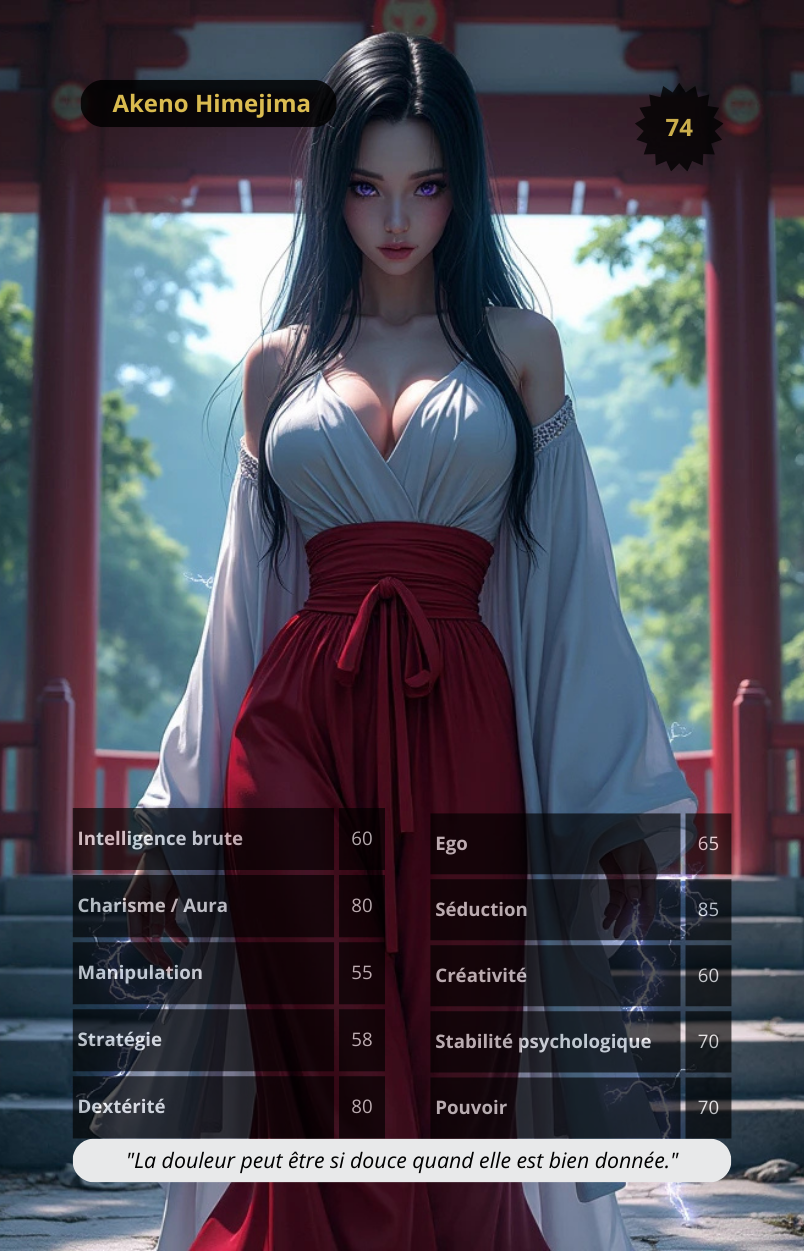 Akeno Himejima
74
Intelligence brute 60
Charisme / Aura 80
Manipulation 55
Stratégie 58
Dextérité 80
Ego 65
Séduction 85
Créativité 60
Stabilité psychologique 70
Pouvoir 70
"La douleur peut être si douce quand elle est bien donnée."